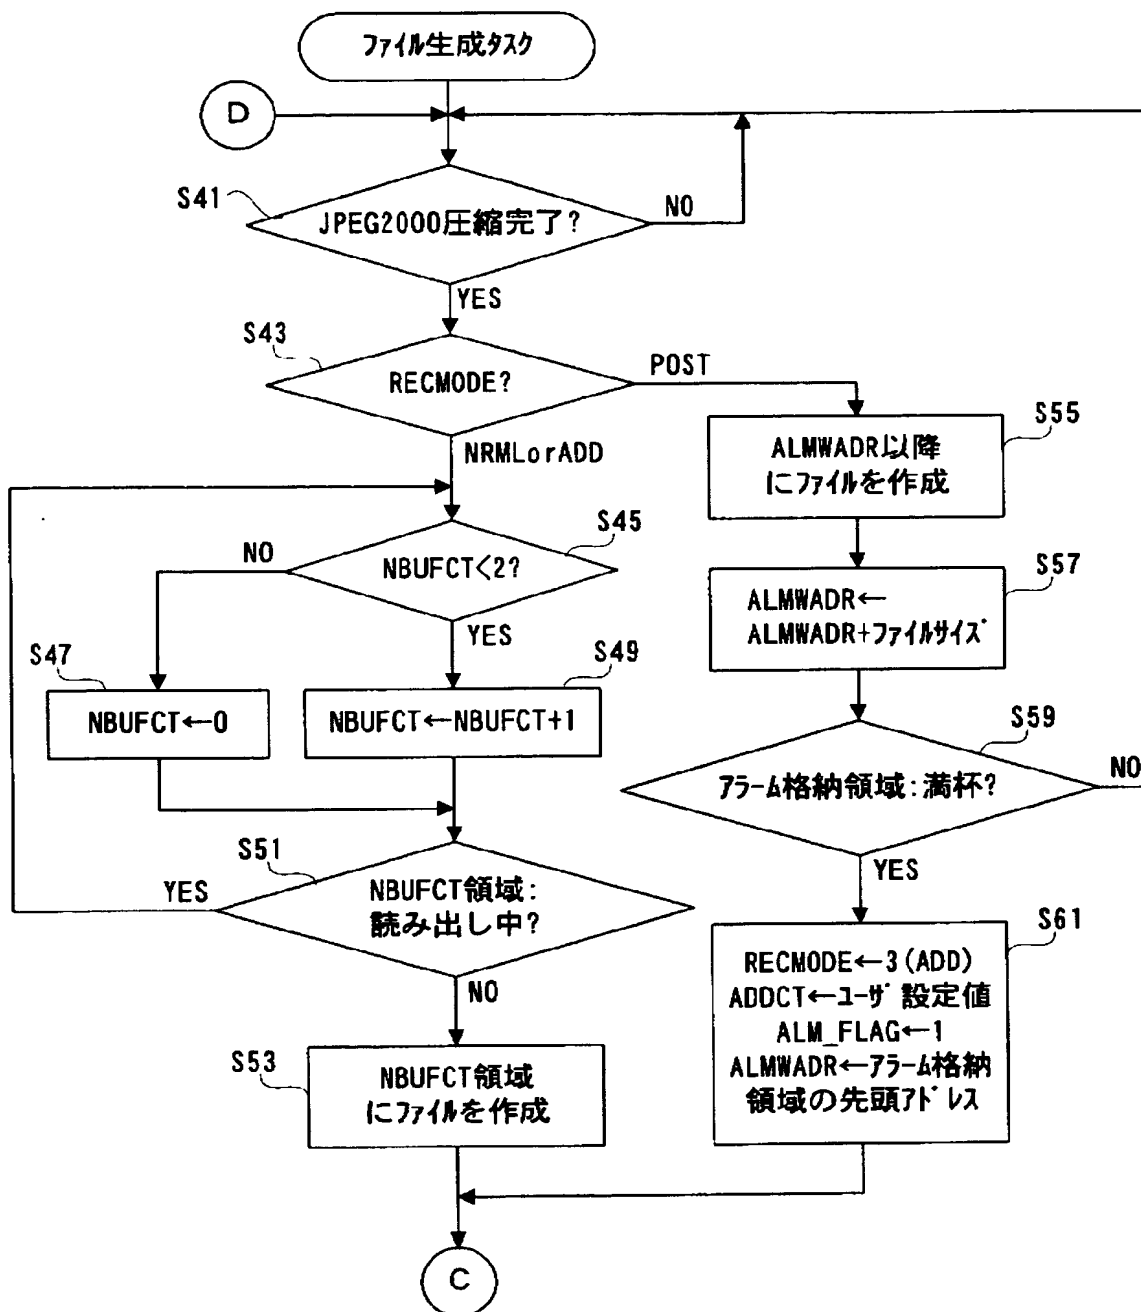 ファイル生成タスク
D
S41
JPEG2000圧縮完了?
NO
YES
S43
RECMODE?
POST
NRMLorADD
S55
ALMWADR以降
にファイルを作成
S45
NBUFCT<2?
NO
YES
S57
ALMWADR←
ALMWADR+ファイルサイズ
S47
NBUFCT←0
S49
NBUFCT←NBUFCT+1
S59
アラーム格納領域:満杯?
NO
YES
S51
NBUFCT領域:
読み出し中?
YES
NO
S61
RECMODE←3(ADD)
ADDCT←ユーザ設定値
ALM_FLAG←1
ALMWADR←アラーム格納
領域の先頭アドレス
S53
NBUFCT領域
にファイルを作成
C